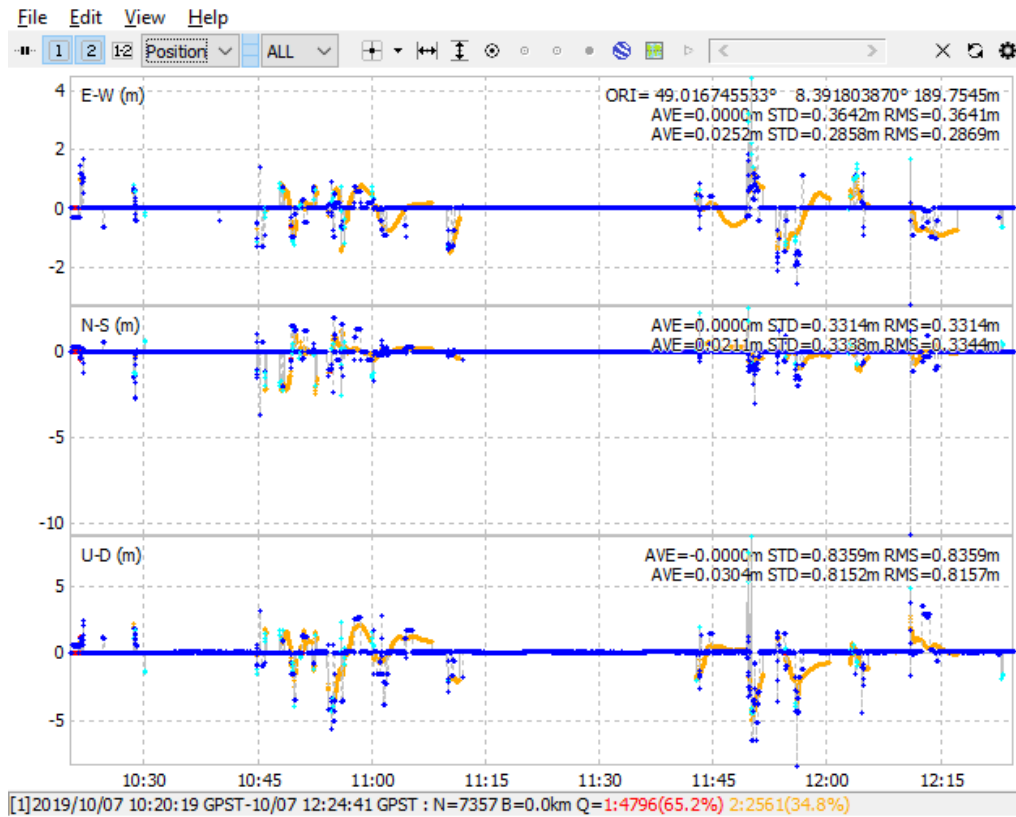 File Edit View Help
1 2 1-2 Position ALL
E-W (m)
ORI= 49.016745533° 8.391803870° 189.7545m
AVE=0.0000m STD=0.3642m RMS=0.3641m
AVE=0.0252m STD=0.2858m RMS=0.2869m
4
2
0
-2
N-S (m)
AVE=0.0000m STD=0.3314m RMS=0.3314m
AVE=0.0211m STD=0.3338m RMS=0.3344m
0
-5
-10
U-D (m)
AVE=-0.0000m STD=0.8359m RMS=0.8359m
AVE=0.0304m STD=0.8152m RMS=0.8157m
5
0
-5
10:30 10:45 11:00 11:15 11:30 11:45 12:00 12:15
[1]2019/10/07 10:20:19 GPST-10/07 12:24:41 GPST : N=7357 B=0.0km Q=1:4796(65.2%) 2:2561(34.8%)